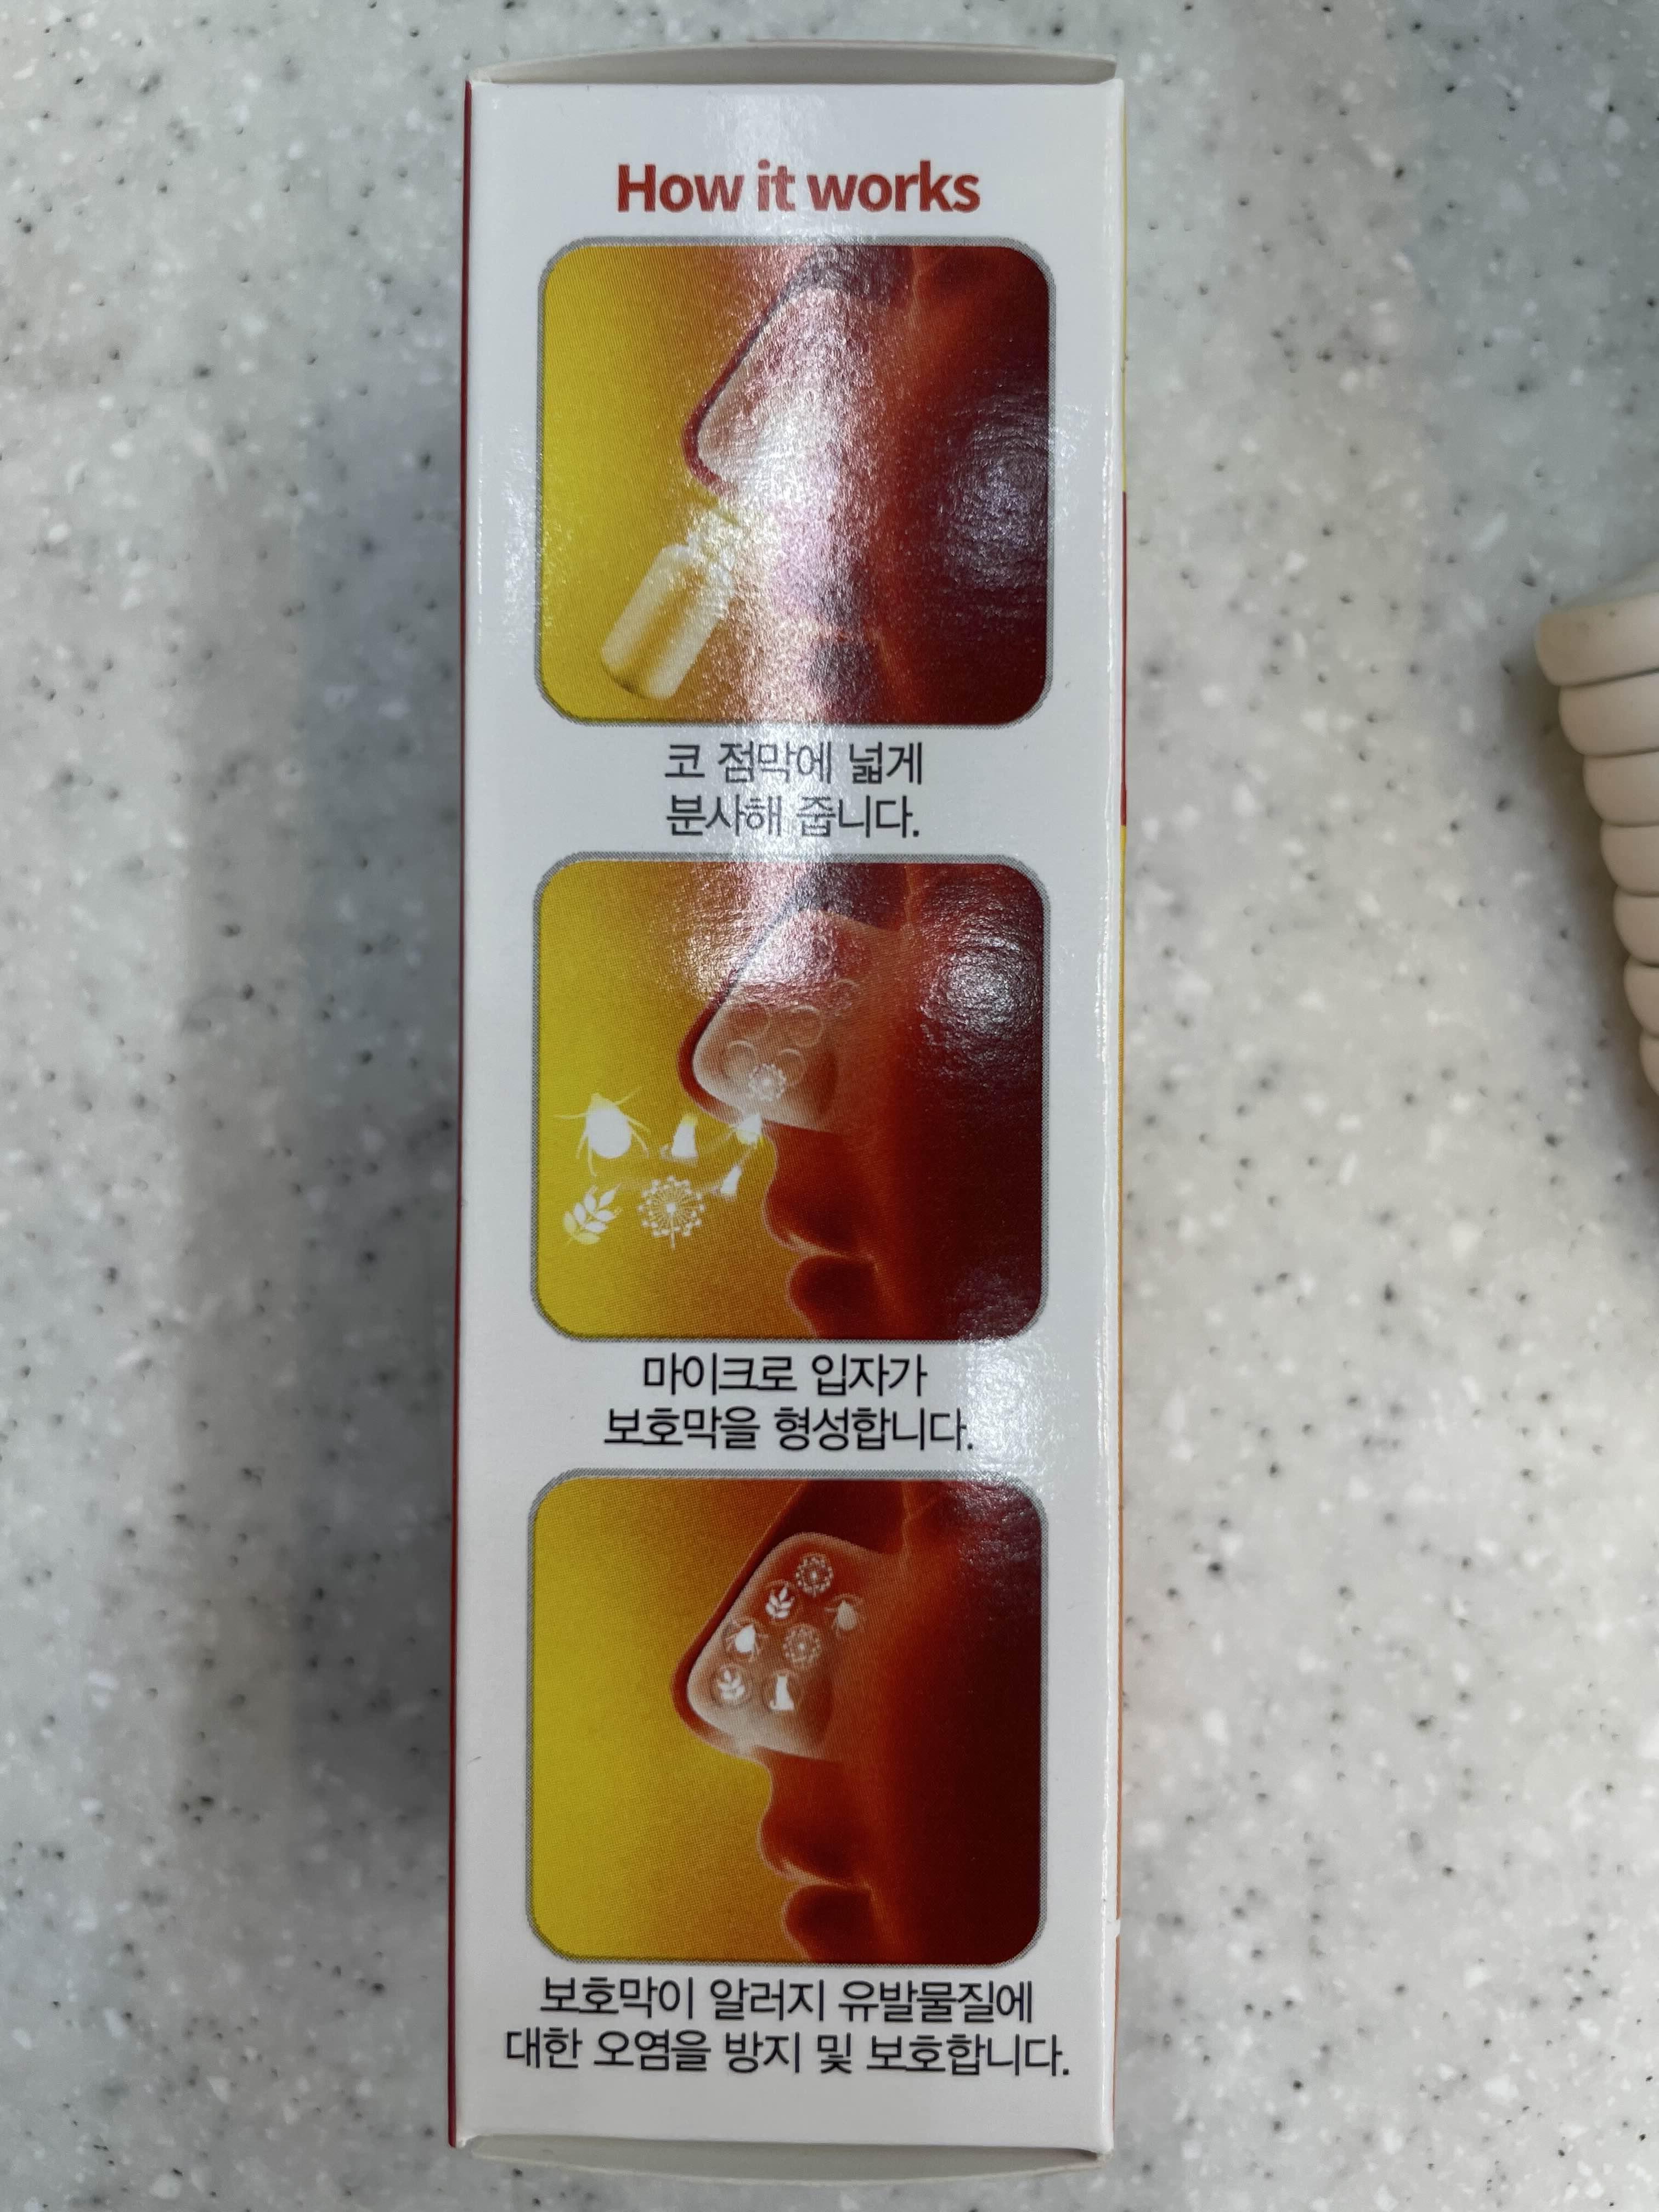 How it works
코 점막에 넓게
분사해 줍니다.
마이크로 입자가
보호막을 형성합니다.
보호막이 알러지 유발물질에
대한 오염을 방지 및 보호합니다.